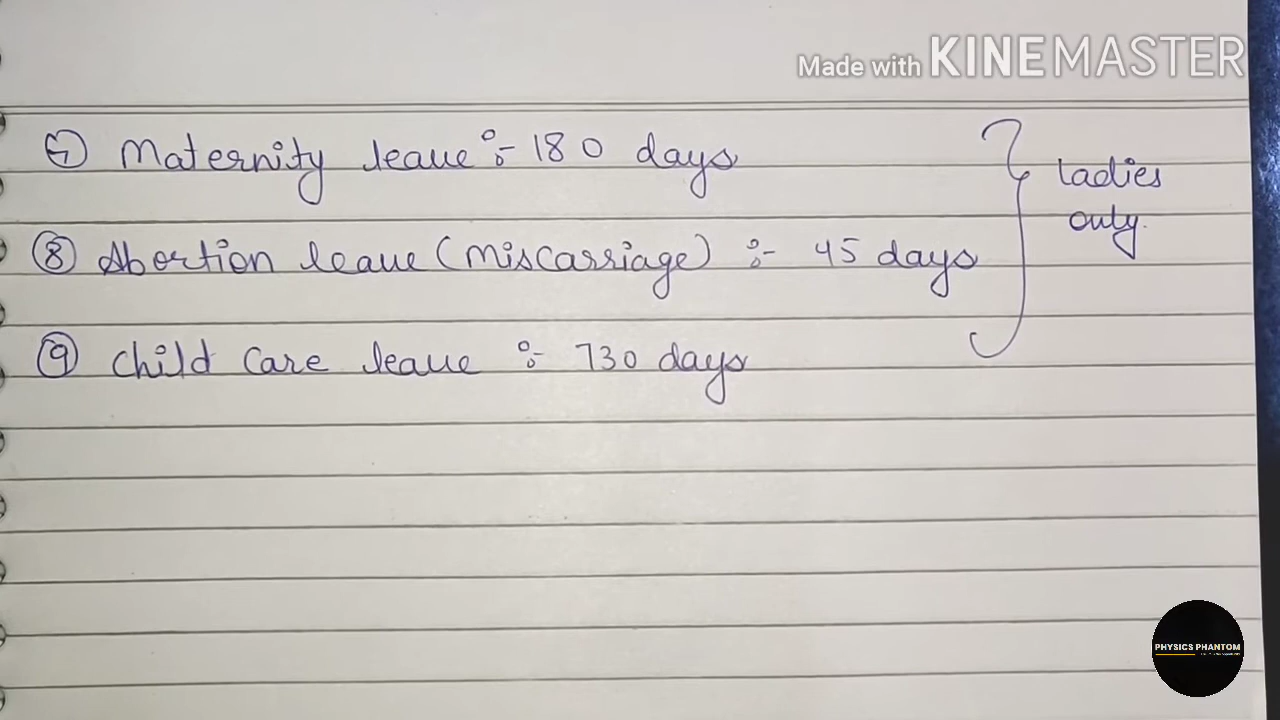 Made with KINEMASTER
7 Maternity leave :- 180 days
8 Abortion leave (Miscarriage) :- 45 days
9 Child Care leave :- 730 days
Ladies
only.
PHYSICS PHANTOM